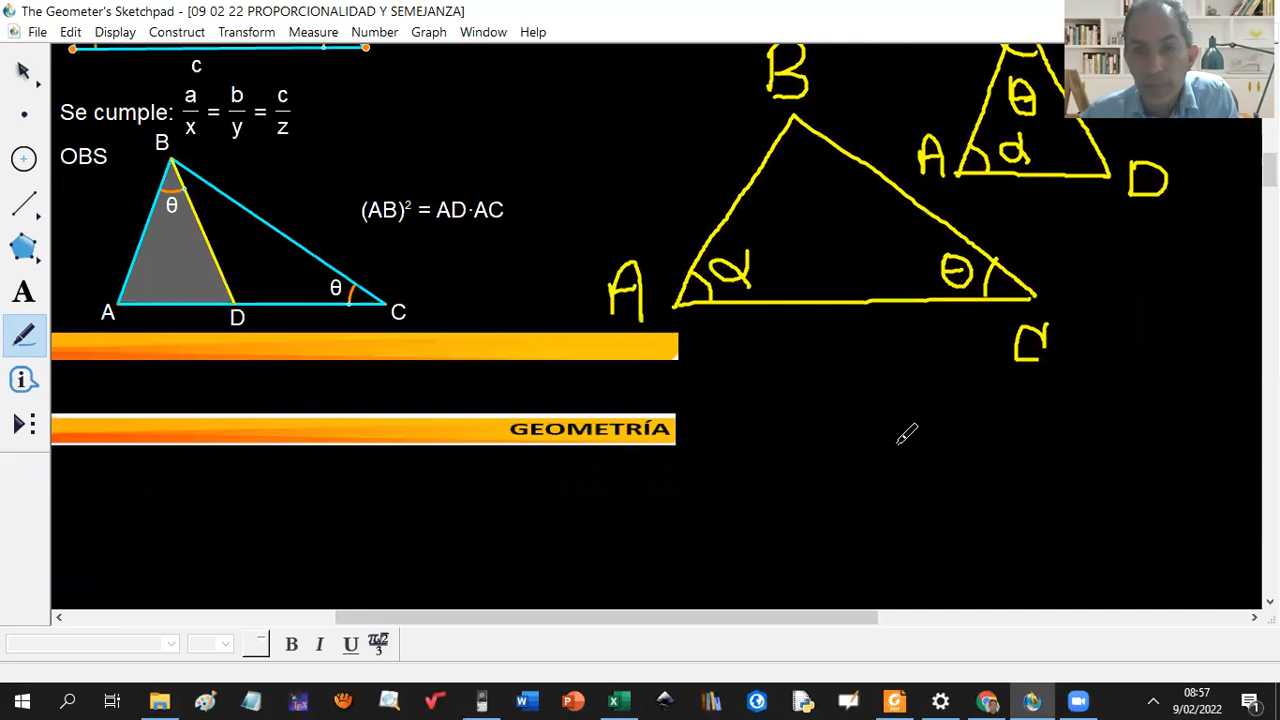 The Geometer's Sketchpad - [09 02 22 PROPORCIONALIDAD Y SEMEJANZA]
File Edit Display Construct Transform Measure Number Graph Window Help
c
Se cumple: a/x = b/y = c/z
OBS
B
θ
θ
A
D
C
(AB)² = AD·AC
B
A
α
θ
C
θ
A
α
D
GEOMETRÍA
B I U
08:57
9/02/2022